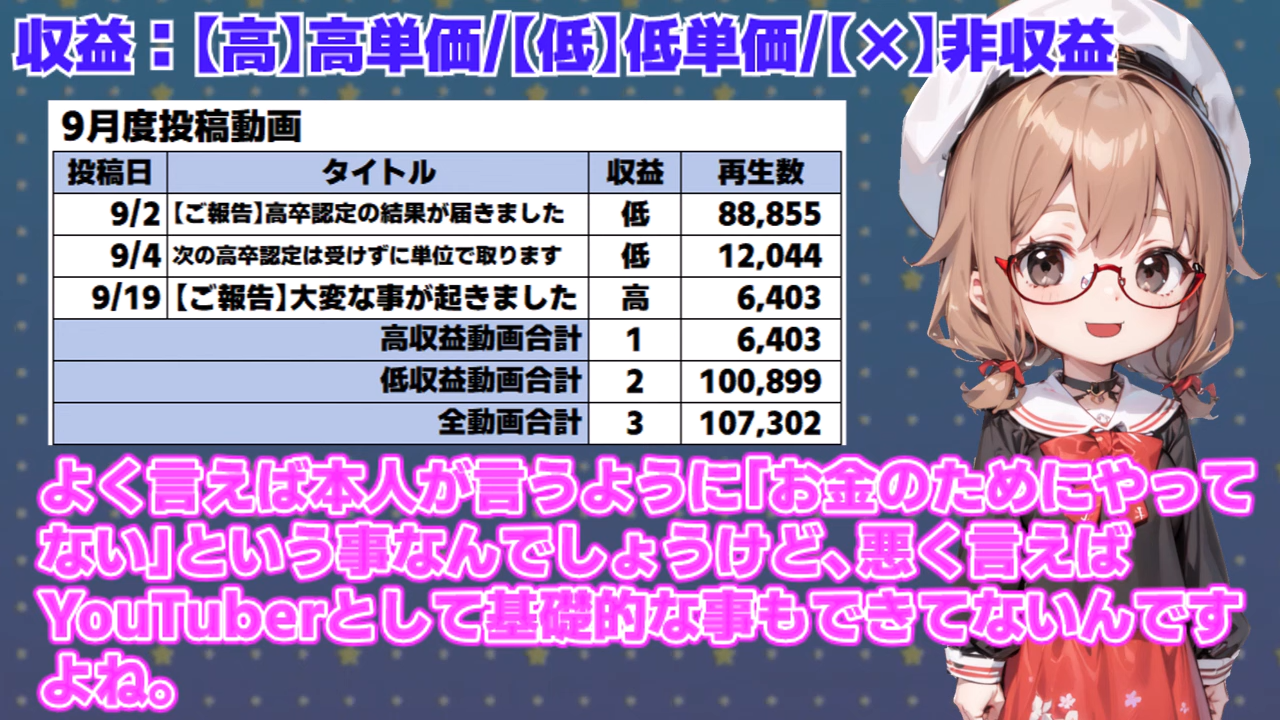 収益：【高】高単価/【低】低単価/【×】非収益
9月度投稿動画
投稿日 タイトル 収益 再生数
9/2 【ご報告】高卒認定の結果が届きました 低 88,855
9/4 次の高卒認定は受けずに単位で取ります 低 12,044
9/19 【ご報告】大変な事が起きました 高 6,403
高収益動画合計 1 6,403
低収益動画合計 2 100,899
全動画合計 3 107,302
よく言えば本人が言うように「お金のためにやって
ない」という事なんでしょうけど、悪く言えば
YouTuberとして基礎的な事もできてないんです
よね。